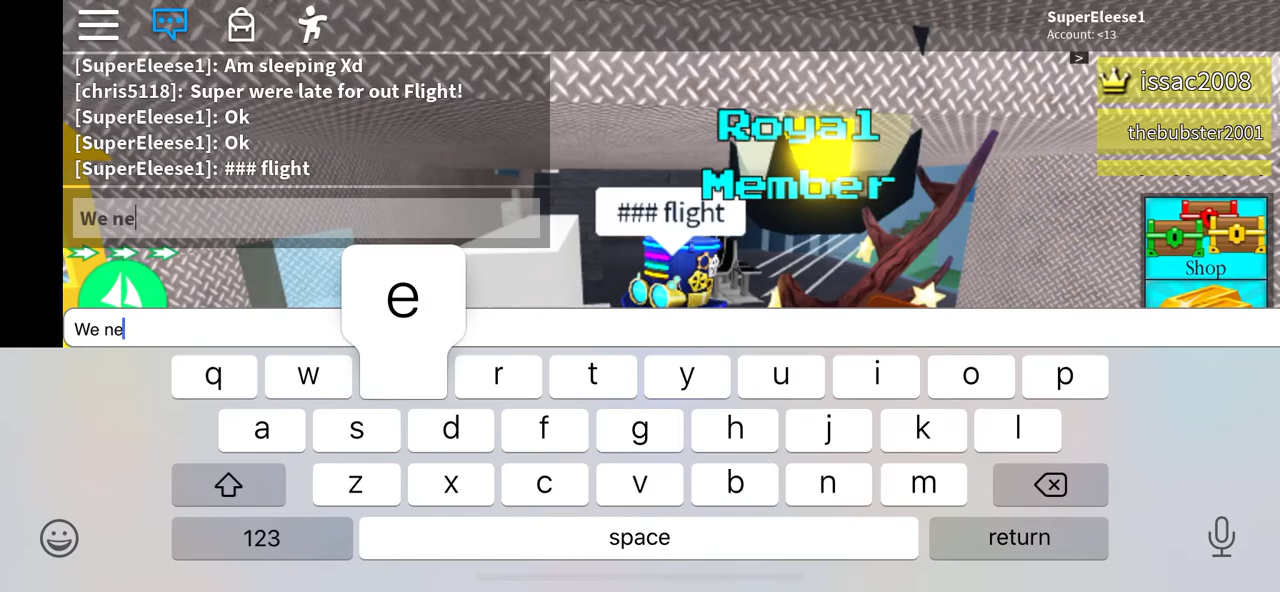 SuperEleese1
Account: <13
[SuperEleese1]: Am sleeping Xd
[chris5118]: Super were late for out Flight!
[SuperEleese1]: Ok
[SuperEleese1]: Ok
[SuperEleese1]: ### flight
We ne
>
issac2008
thebubster2001
Royal
Member
### flight
Shop
We ne
e
q w r t y u i o p
a s d f g h j k l
z x c v b n m
123 space return